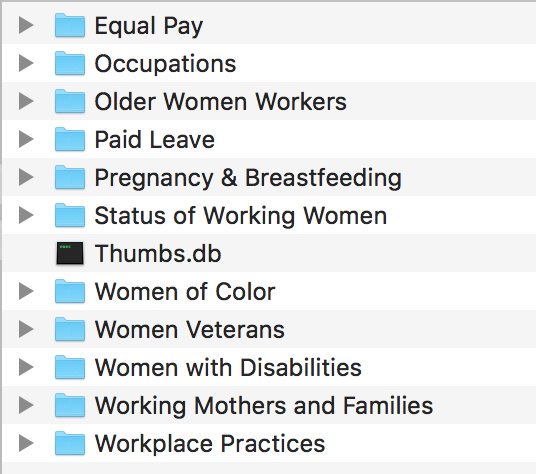 Equal Pay
Occupations
Older Women Workers
Paid Leave
Pregnancy & Breastfeeding
Status of Working Women
Thumbs.db
Women of Color
Women Veterans
Women with Disabilities
Working Mothers and Families
Workplace Practices